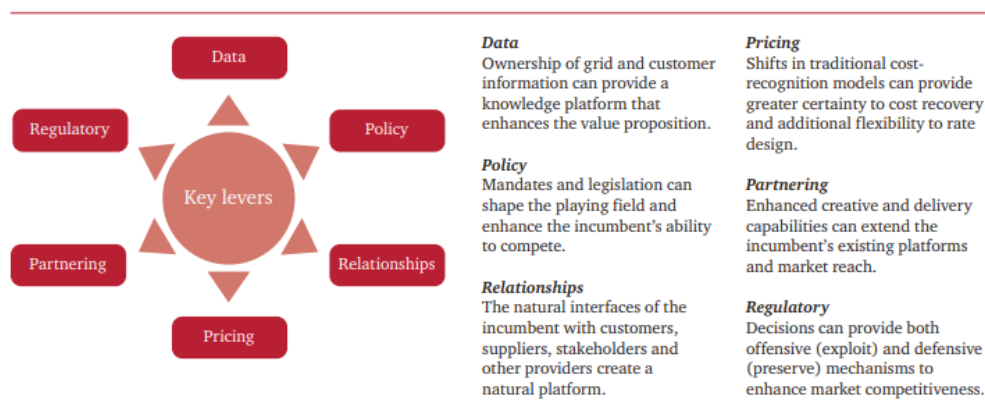 Data
Regulatory
Policy
Key levers
Partnering
Relationships
Pricing
Data
Ownership of grid and customer
information can provide a
knowledge platform that
enhances the value proposition.
Policy
Mandates and legislation can
shape the playing field and
enhance the incumbent's ability
to compete.
Relationships
The natural interfaces of the
incumbent with customers,
suppliers, stakeholders and
other providers create a
natural platform.
Pricing
Shifts in traditional cost-
recognition models can provide
greater certainty to cost recovery
and additional flexibility to rate
design.
Partnering
Enhanced creative and delivery
capabilities can extend the
incumbent's existing platforms
and market reach.
Regulatory
Decisions can provide both
offensive (exploit) and defensive
(preserve) mechanisms to
enhance market competitiveness.